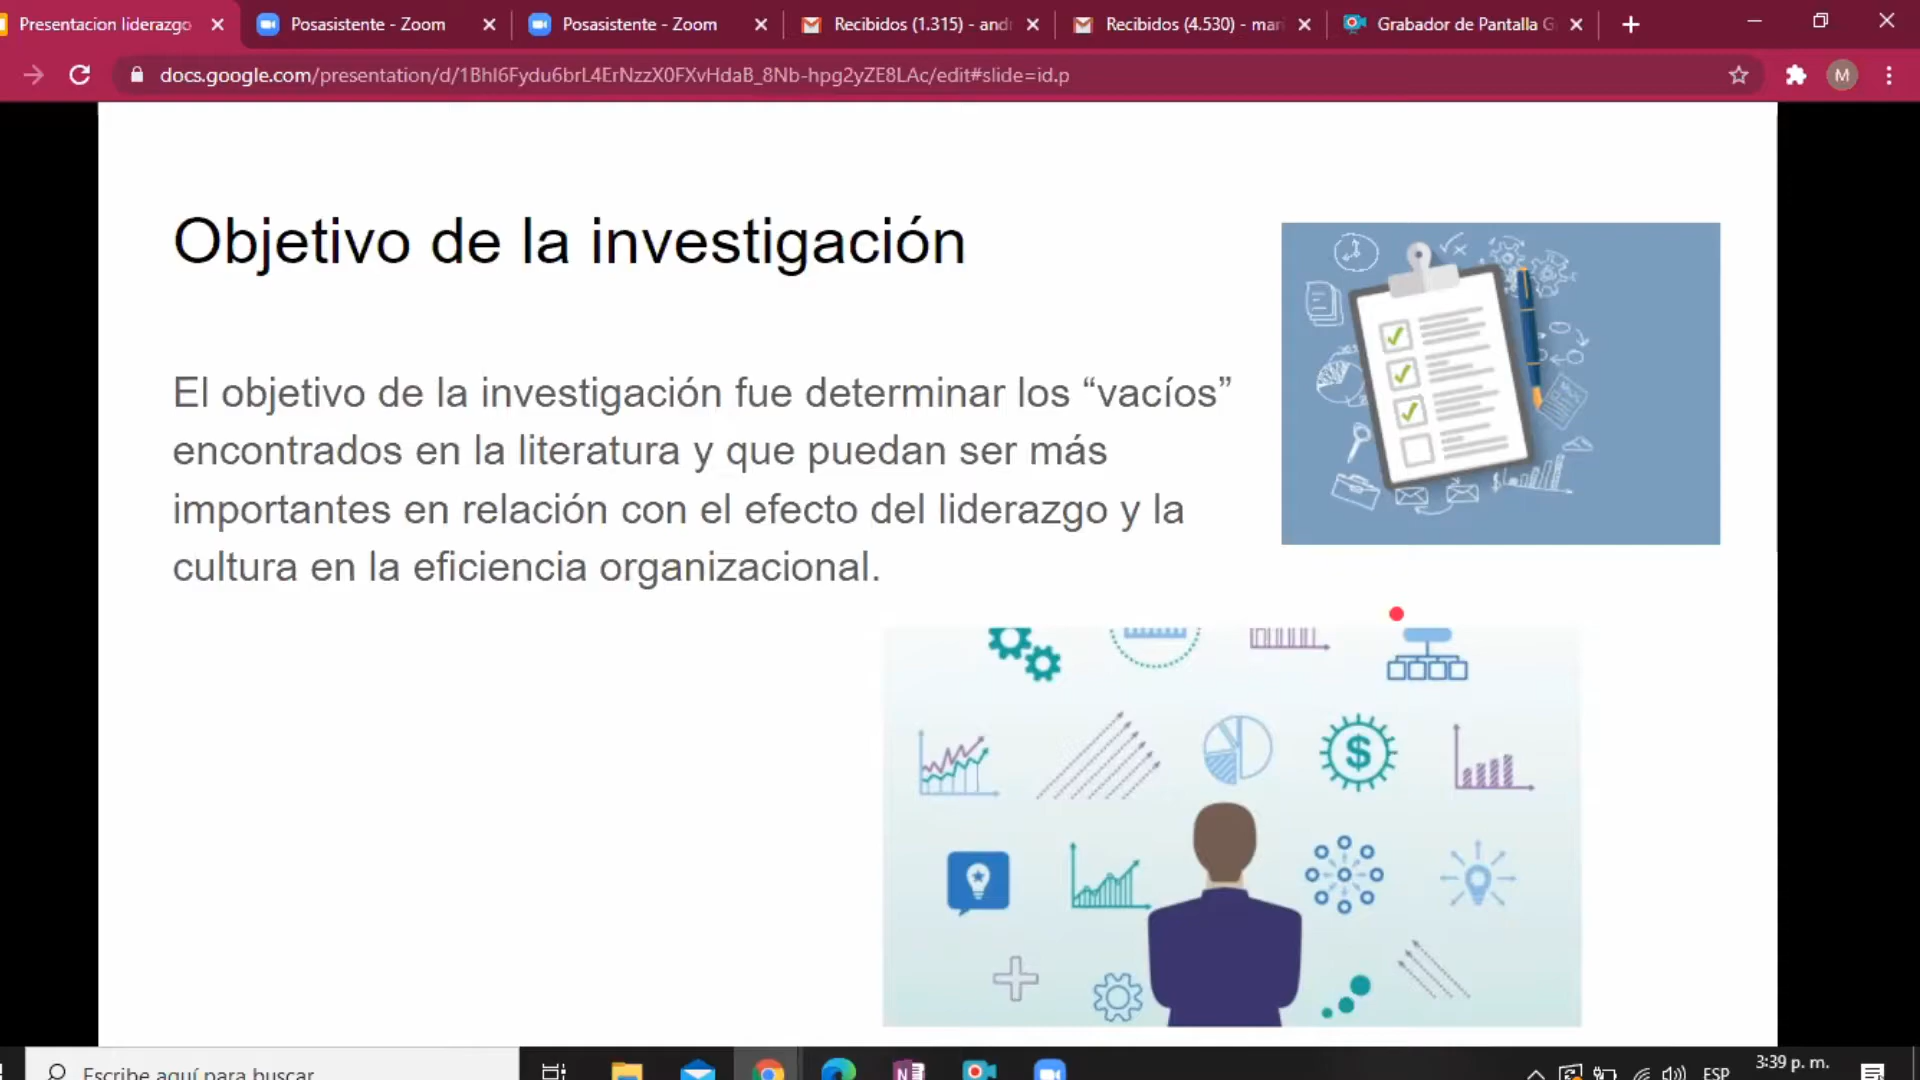 Presentacion liderazgo
Posasistente - Zoom
Posasistente - Zoom
Recibidos (1.315) - and
Recibidos (4.530) - mar
Grabador de Pantalla G
docs.google.com/presentation/d/1Bhl6Fydu6brL4ErNzzX0FXvHdaB_8Nb-hpg2yZE8LAc/edit#slide=id.p
M
Objetivo de la investigación
El objetivo de la investigación fue determinar los “vacíos”
encontrados en la literatura y que puedan ser más
importantes en relación con el efecto del liderazgo y la
cultura en la eficiencia organizacional.
$
$
Escribe aquí para buscar
N
ESP
3:39 p. m.